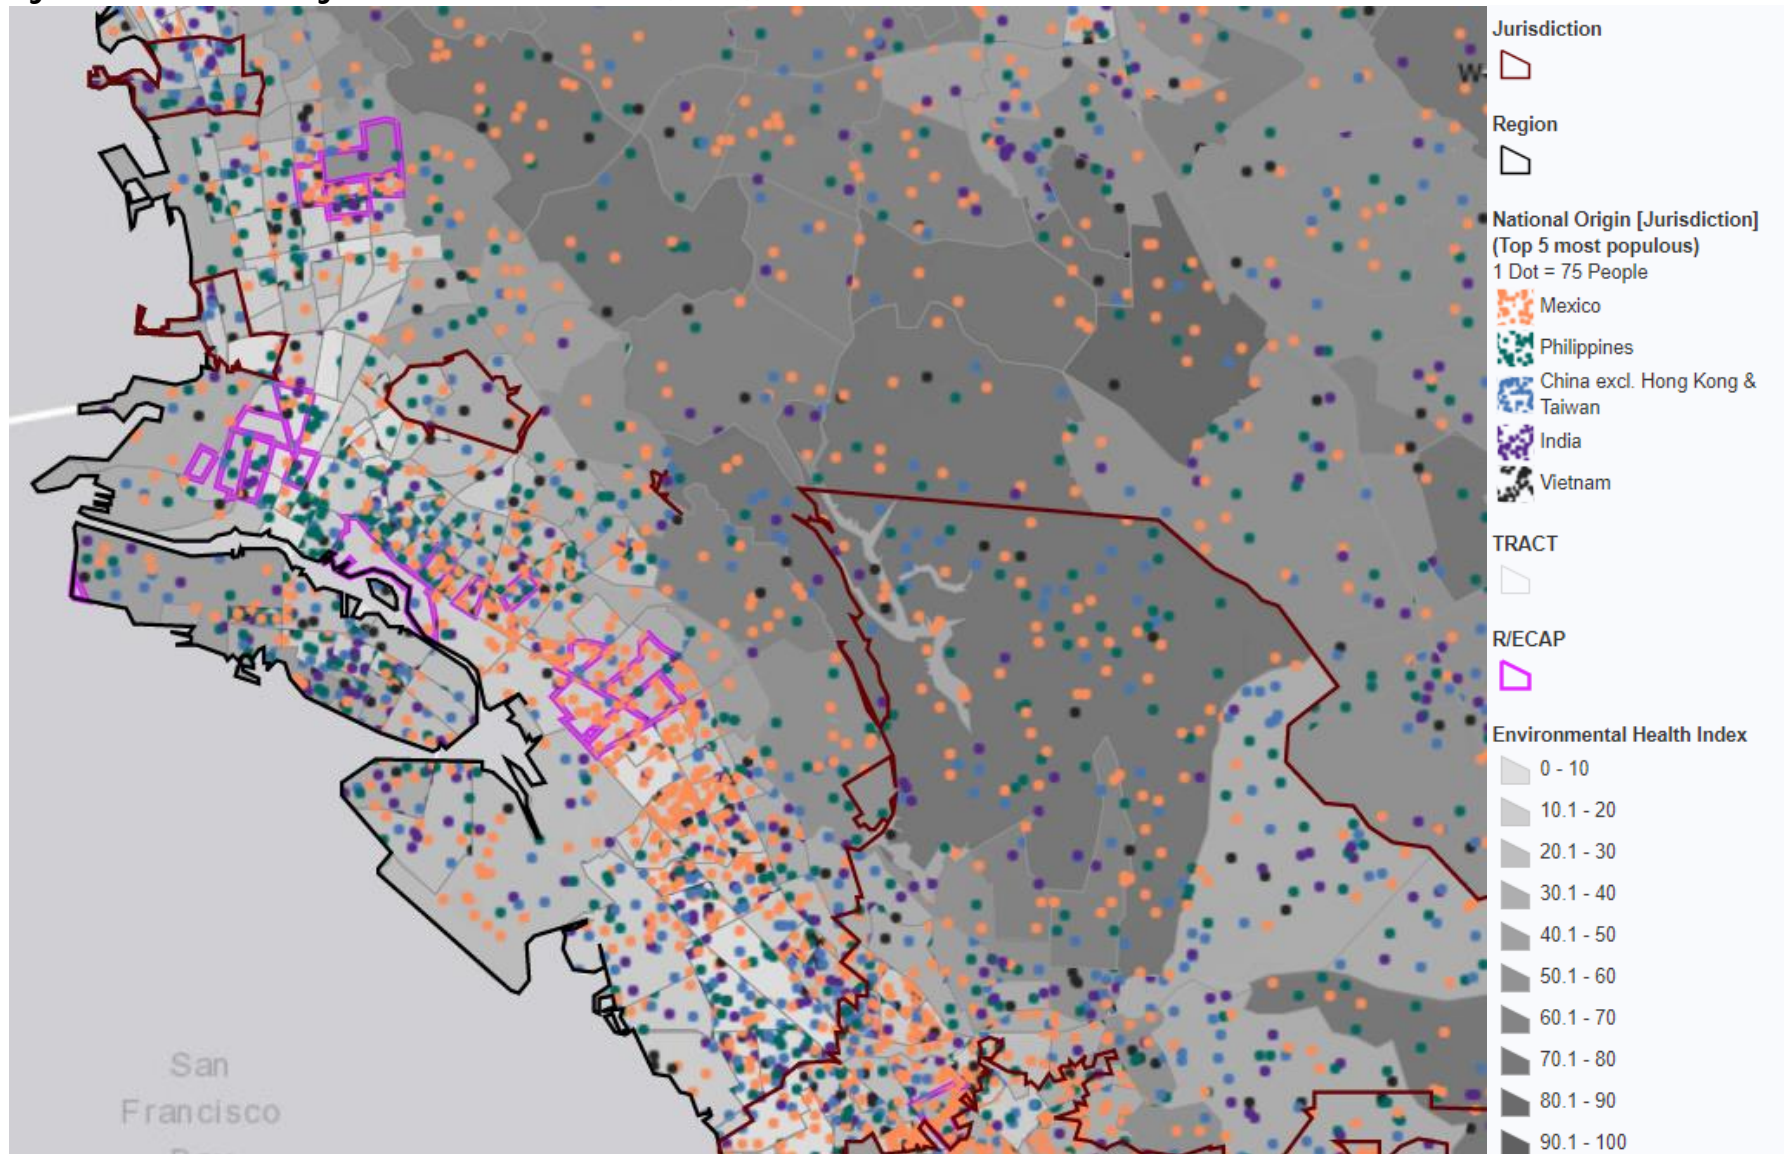 Jurisdiction
Region
National Origin [Jurisdiction]
(Top 5 most populous)
1 Dot = 75 People
Mexico
Philippines
China excl. Hong Kong &
Taiwan
India
Vietnam
TRACT
R/ECAP
Environmental Health Index
0 - 10
10.1 - 20
20.1 - 30
30.1 - 40
40.1 - 50
50.1 - 60
60.1 - 70
70.1 - 80
80.1 - 90
90.1 - 100
San
Francisco